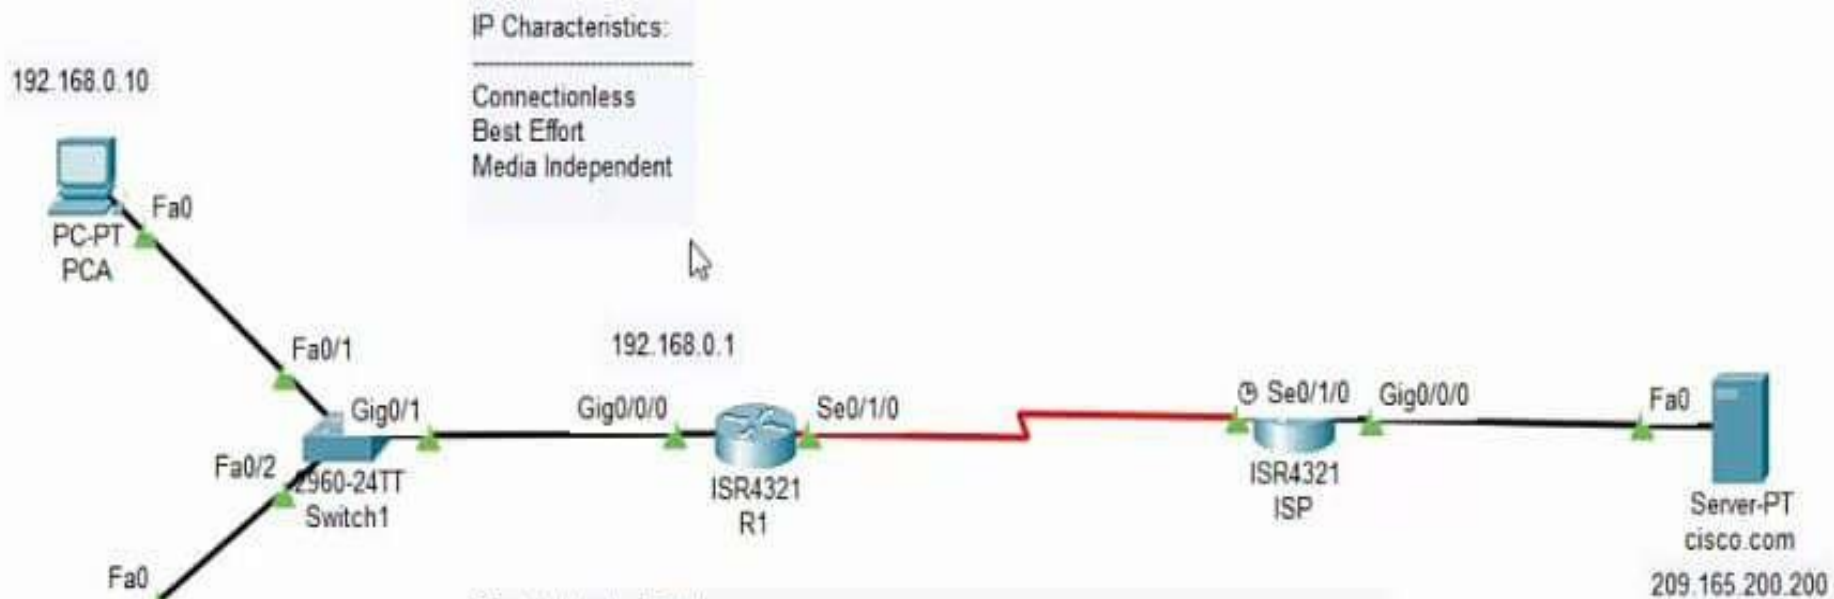 IP Characteristics:
Connectionless
Best Effort
Media Independent
192.168.0.10
Fa0
PC-PT
PCA
Fa0/1
192.168.0.1
Gig0/1
Gig0/0/0
Se0/1/0
Se0/1/0
Gig0/0/0
Fa0
Fa0/2
2960-24TT
Switch1
ISR4321
R1
ISR4321
ISP
Server-PT
cisco.com
209.165.200.200
Fa0